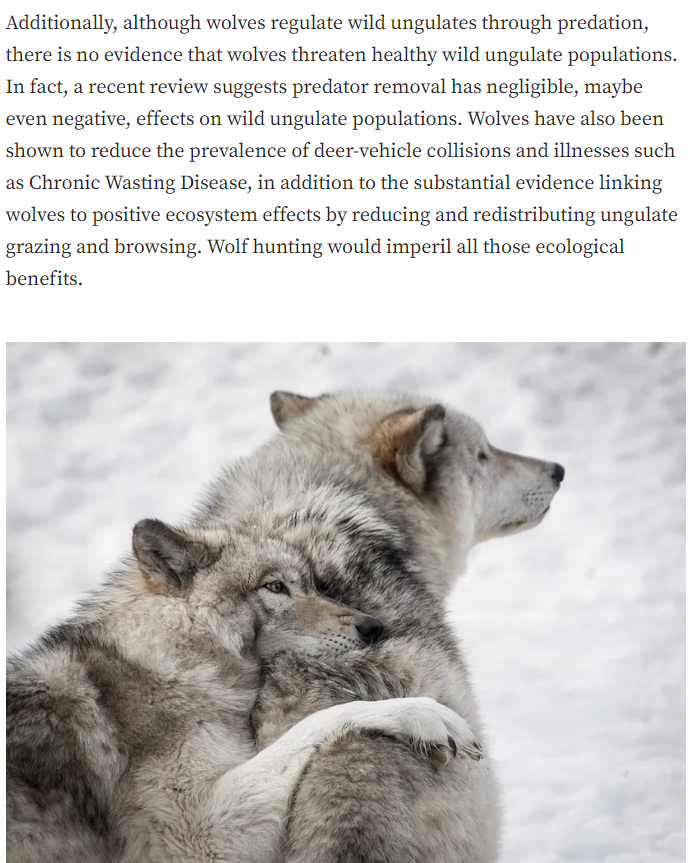 Additionally, although wolves regulate wild ungulates through predation,
there is no evidence that wolves threaten healthy wild ungulate populations.
In fact, a recent review suggests predator removal has negligible, maybe
even negative, effects on wild ungulate populations. Wolves have also been
shown to reduce the prevalence of deer-vehicle collisions and illnesses such
as Chronic Wasting Disease, in addition to the substantial evidence linking
wolves to positive ecosystem effects by reducing and redistributing ungulate
grazing and browsing. Wolf hunting would imperil all those ecological
benefits.